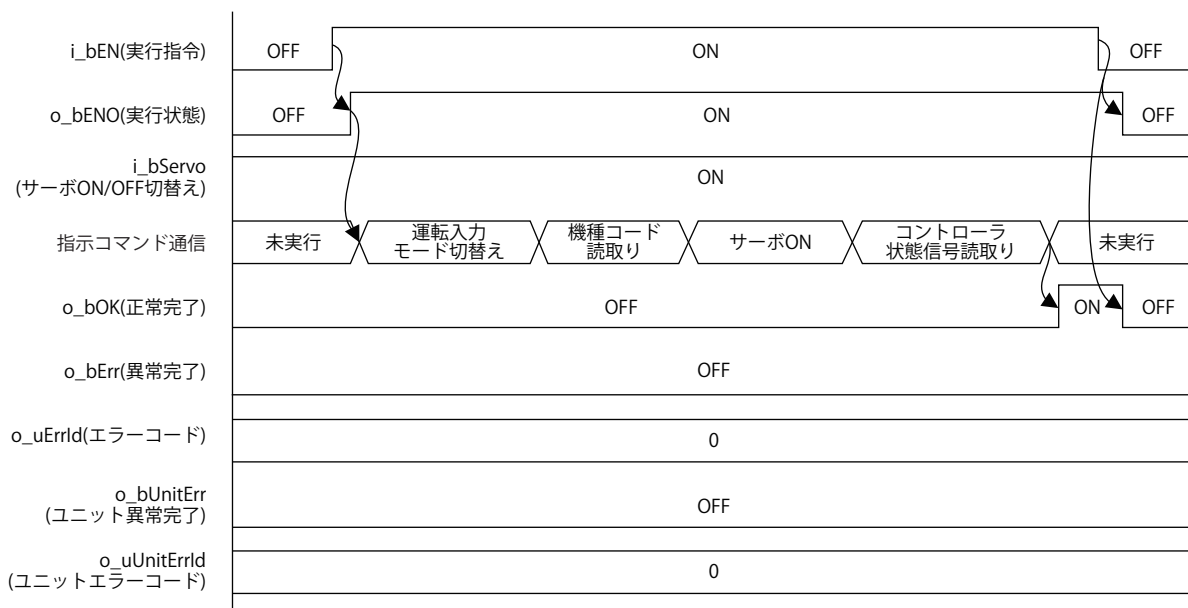 i_bEN(実行指令)
OFF
ON
OFF
o_bENO(実行状態)
OFF
ON
OFF
i_bServo
(サーボON/OFF切替え)
ON
指示コマンド通信
未実行
運転入力
モード切替え
機種コード
読取り
サーボON
コントローラ
状態信号読取り
未実行
o_bOK(正常完了)
OFF
ON
OFF
o_bErr(異常完了)
OFF
o_uErrId(エラーコード)
0
o_bUnitErr
(ユニット異常完了)
OFF
o_uUnitErrId
(ユニットエラーコード)
0